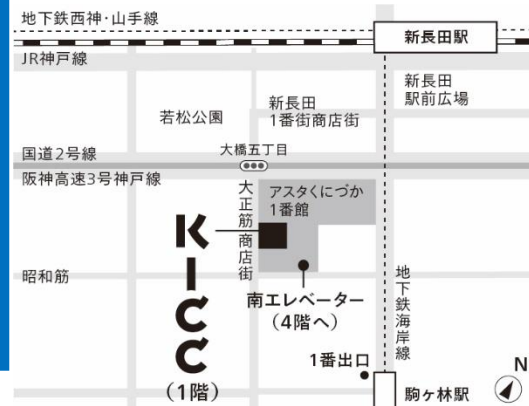 地下鉄西神・山手線
新長田駅
JR神戸線
新長田
駅前広場
若松公園
新長田
1番街商店街
国道2号線
大橋五丁目
阪神高速3号神戸線
アスタくにづか
1番館
大正筋商店街
KICC
(1階)
昭和筋
南エレベーター
(4階へ)
地下鉄海岸線
1番出口
駒ヶ林駅
N